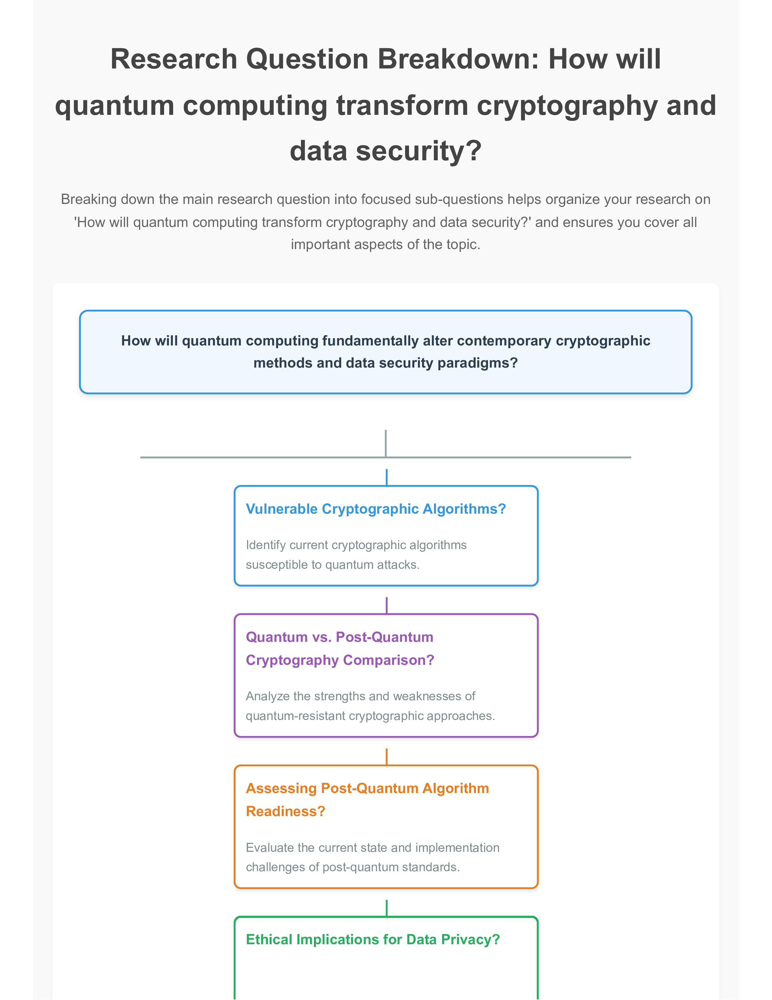 Research Question Breakdown: How will
quantum computing transform cryptography and
data security?
Breaking down the main research question into focused sub-questions helps organize your research on
'How will quantum computing transform cryptography and data security?' and ensures you cover all
important aspects of the topic.
How will quantum computing fundamentally alter contemporary cryptographic
methods and data security paradigms?
Vulnerable Cryptographic Algorithms?
Identify current cryptographic algorithms
susceptible to quantum attacks.
Quantum vs. Post-Quantum
Cryptography Comparison?
Analyze the strengths and weaknesses of
quantum-resistant cryptographic approaches.
Assessing Post-Quantum Algorithm
Readiness?
Evaluate the current state and implementation
challenges of post-quantum standards.
Ethical Implications for Data Privacy?